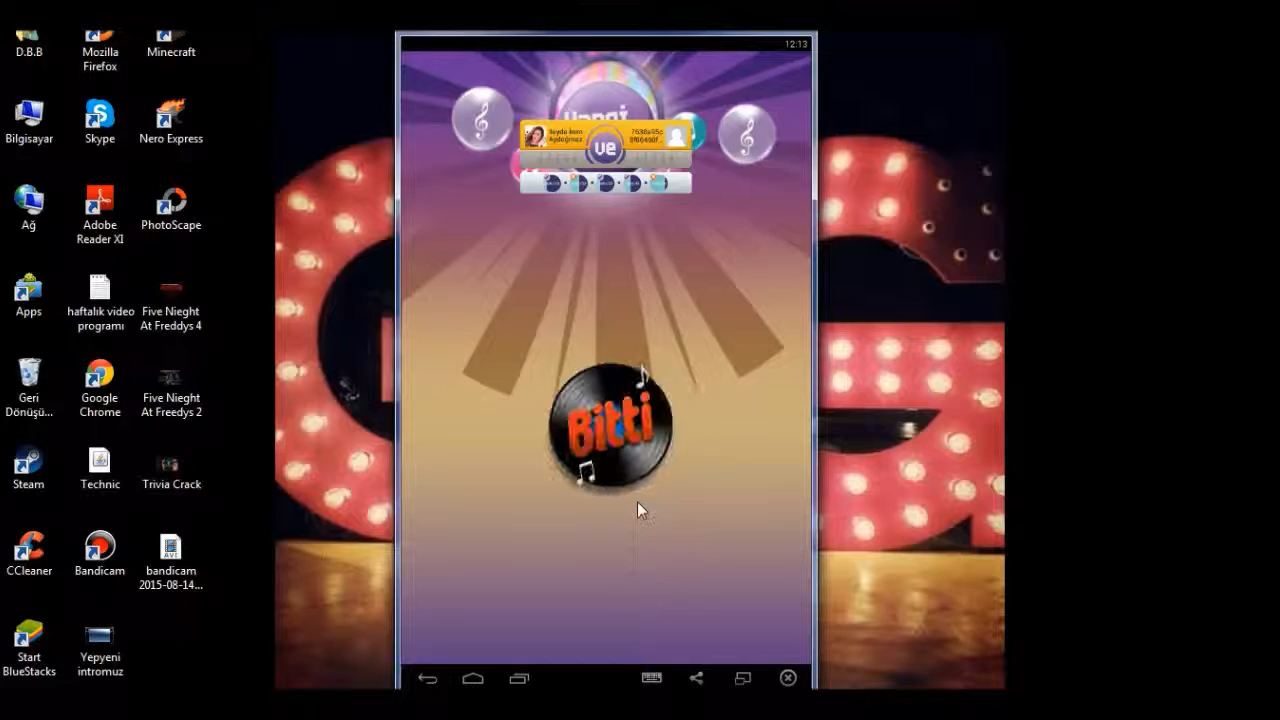 D.B.B
Mozilla
Firefox
Minecraft
Bilgisayar
Skype
Nero Express
Ağ
Adobe
Reader XI
PhotoScape
Apps
haftalık video
programı
Five Nieght
At Freddys 4
Geri
Dönüşü...
Google
Chrome
Five Nieght
At Freedys 2
Steam
Technic
Trivia Crack
CCleaner
Bandicam
bandicam
2015-08-14...
Start
BlueStacks
Yepyeni
intromuz
12:13
Hangi
ve
Bitti